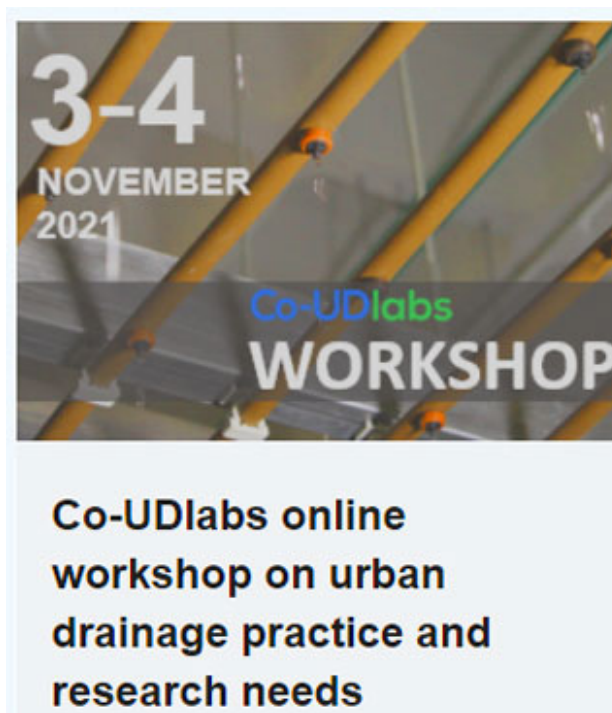 3-4
NOVEMBER
2021
Co-UDlabs
WORKSHOP
Co-UDlabs online
workshop on urban
drainage practice and
research needs